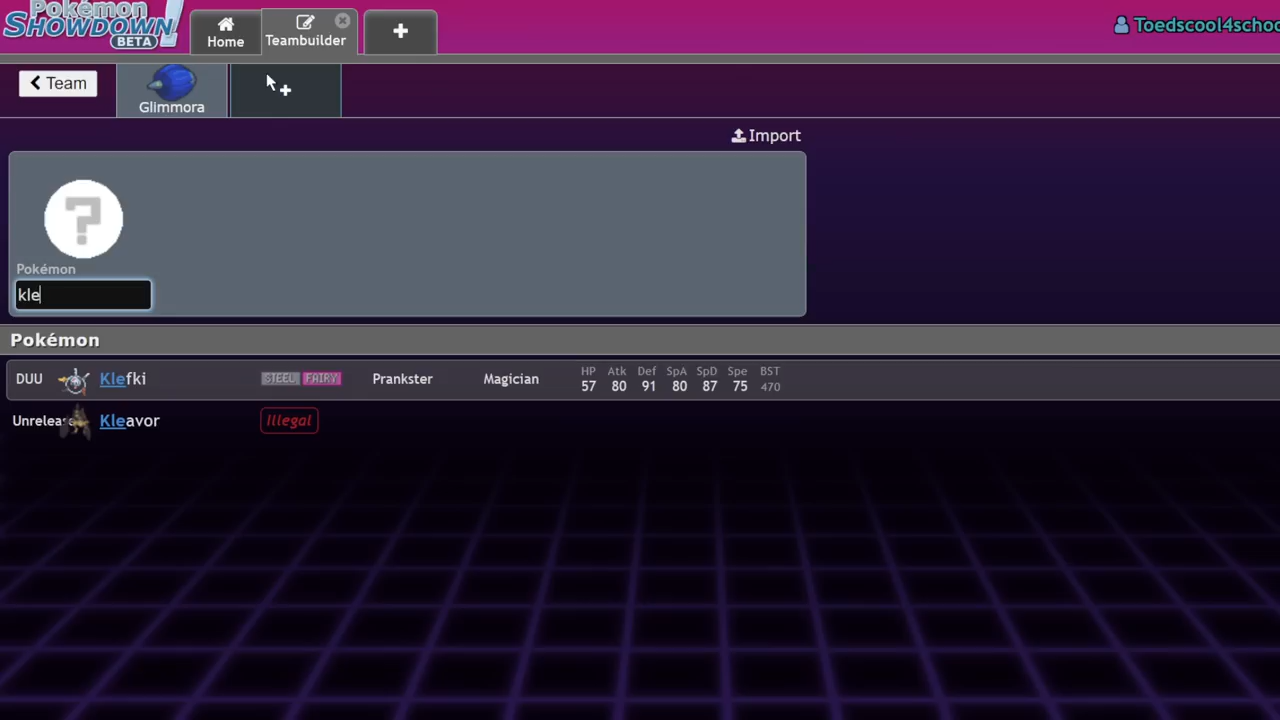 Pokémon
SHOWDOWN!
BETA
Home
Teambuilder
Toedscool4schoo
Team
Glimmora
Import
Pokémon
kle
Pokémon
DUU Klefki STEEL FAIRY Prankster Magician HP 57 Atk 80 Def 91 SpA 80 SpD 87 Spe 75 BST 470
Unreleas Kleavor Illegal